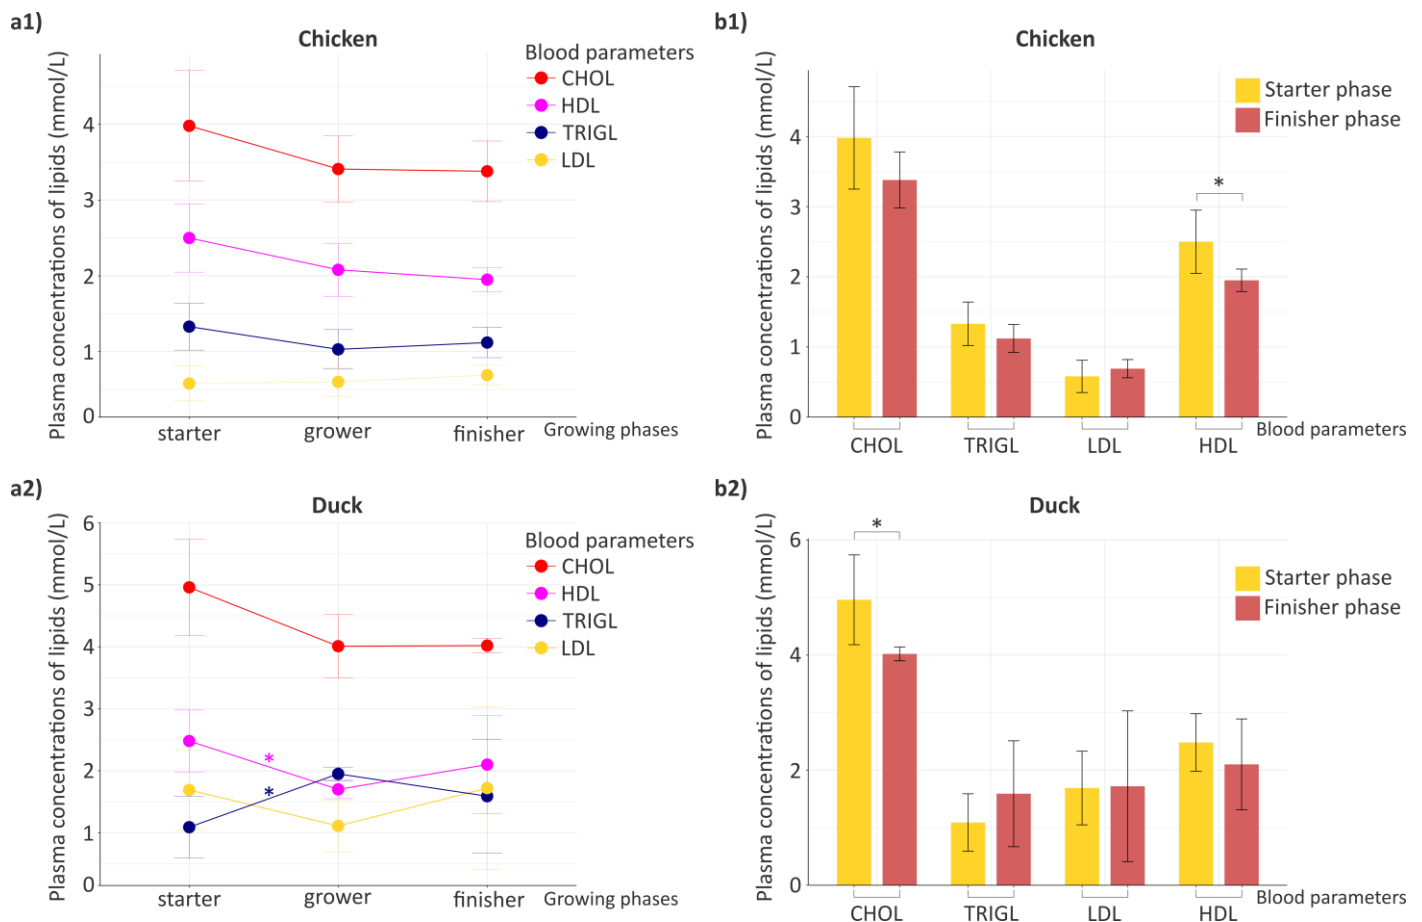 a1)
Chicken
Blood parameters
CHOL
HDL
TRIGL
LDL
Plasma concentrations of lipids (mmol/L)
4
3
2
1
0
starter
grower
finisher
Growing phases
b1)
Chicken
Starter phase
Finisher phase
Plasma concentrations of lipids (mmol/L)
4
3
2
1
0
*
CHOL
TRIGL
LDL
HDL
Blood parameters
a2)
Duck
Blood parameters
CHOL
HDL
TRIGL
LDL
Plasma concentrations of lipids (mmol/L)
6
5
4
3
2
1
0
*
*
starter
grower
finisher
Growing phases
b2)
Duck
Starter phase
Finisher phase
Plasma concentrations of lipids (mmol/L)
6
4
2
0
*
CHOL
TRIGL
LDL
HDL
Blood parameters